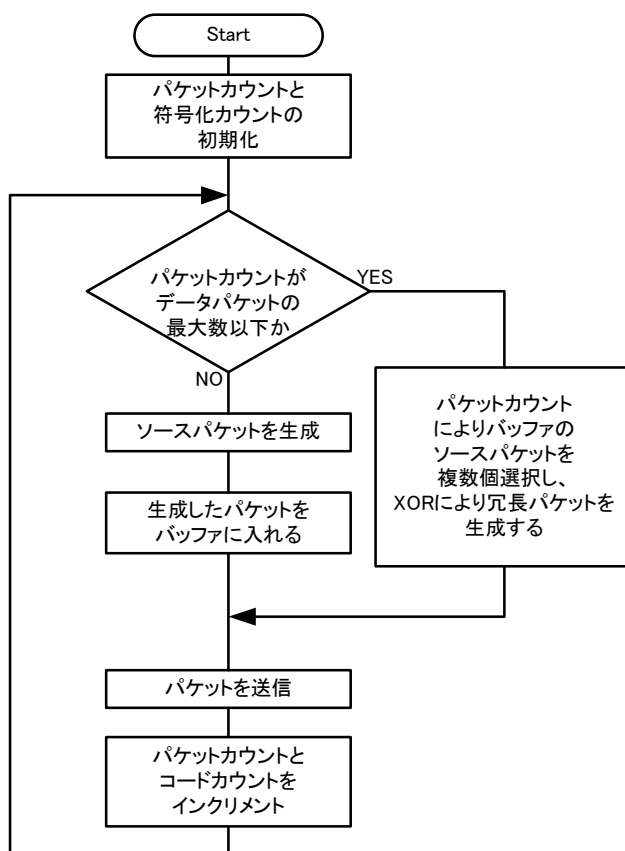 Start
パケットカウントと
符号化カウントの
初期化
パケットカウントが
データパケットの
最大数以下か
YES
NO
ソースパケットを生成
生成したパケットを
バッファに入れる
パケットカウント
によりバッファの
ソースパケットを
複数個選択し、
XORにより冗長パケットを
生成する
パケットを送信
パケットカウントと
コードカウントを
インクリメント